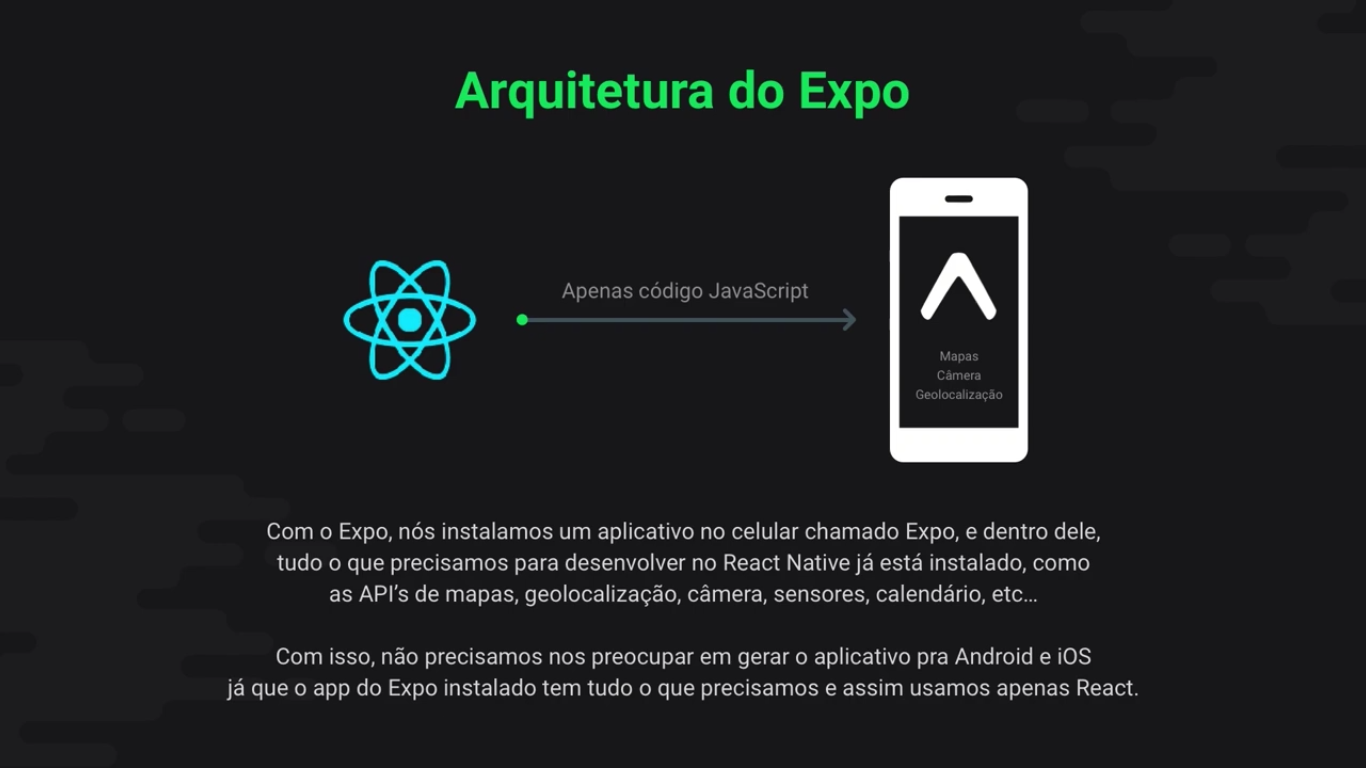 Arquitetura do Expo
Apenas código JavaScript
Mapas
Câmera
Geolocalização
Com o Expo, nós instalamos um aplicativo no celular chamado Expo, e dentro dele,
tudo o que precisamos para desenvolver no React Native já está instalado, como
as API’s de mapas, geolocalização, câmera, sensores, calendário, etc...
Com isso, não precisamos nos preocupar em gerar o aplicativo pra Android e iOS
já que o app do Expo instalado tem tudo o que precisamos e assim usamos apenas React.